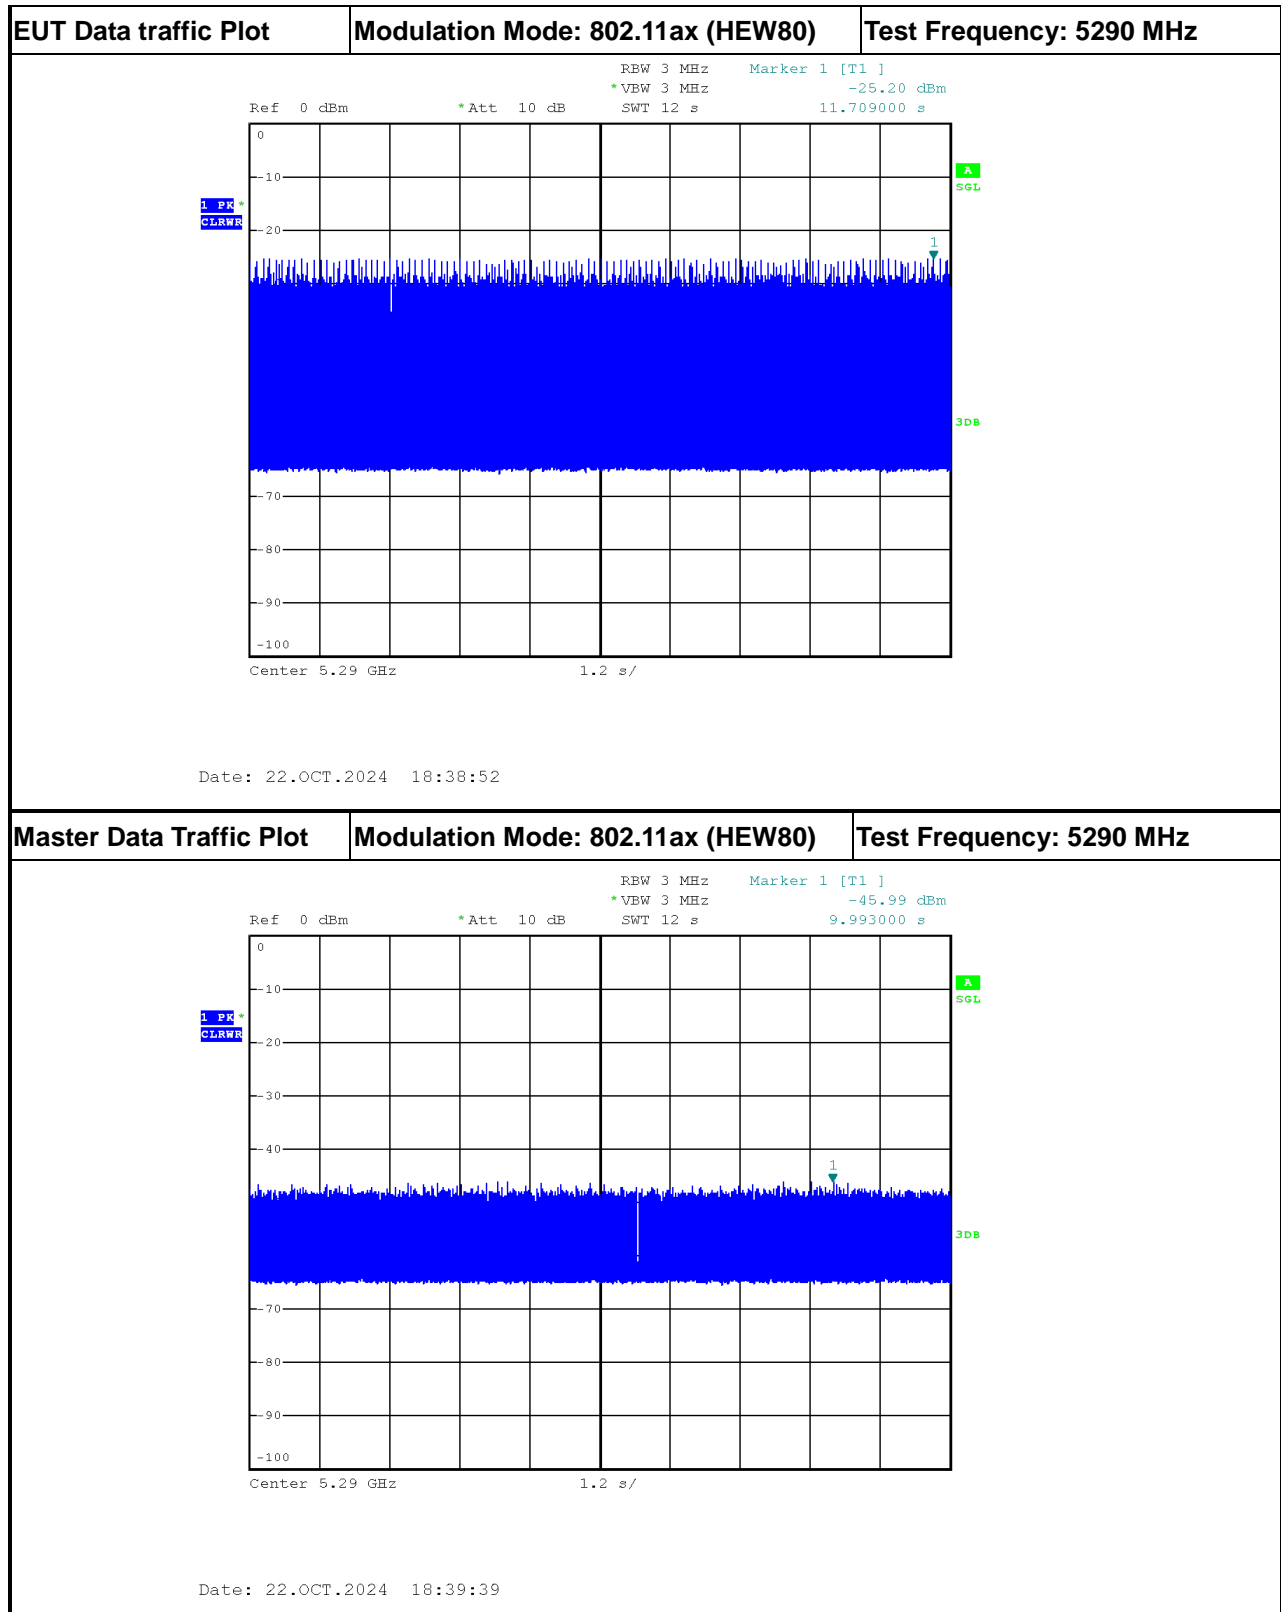 EUT Data traffic Plot Modulation Mode: 802.11ax (HEW80) Test Frequency: 5290 MHz
RBW 3 MHz Marker 1 [T1 ]
*VBW 3 MHz -25.20 dBm
Ref 0 dBm *Att 10 dB SWT 12 s 11.709000 s
0
A
-10
SGL
1 PK *
CLRWR
-20
1
3DB
-70
-80
-90
-100
Center 5.29 GHz 1.2 s/
Date: 22.OCT.2024 18:38:52
Master Data Traffic Plot Modulation Mode: 802.11ax (HEW80) Test Frequency: 5290 MHz
RBW 3 MHz Marker 1 [T1 ]
*VBW 3 MHz -45.99 dBm
Ref 0 dBm *Att 10 dB SWT 12 s 9.993000 s
0
A
-10
SGL
1 PK *
CLRWR
-20
-30
-40
1
3DB
-70
-80
-90
-100
Center 5.29 GHz 1.2 s/
Date: 22.OCT.2024 18:39:39